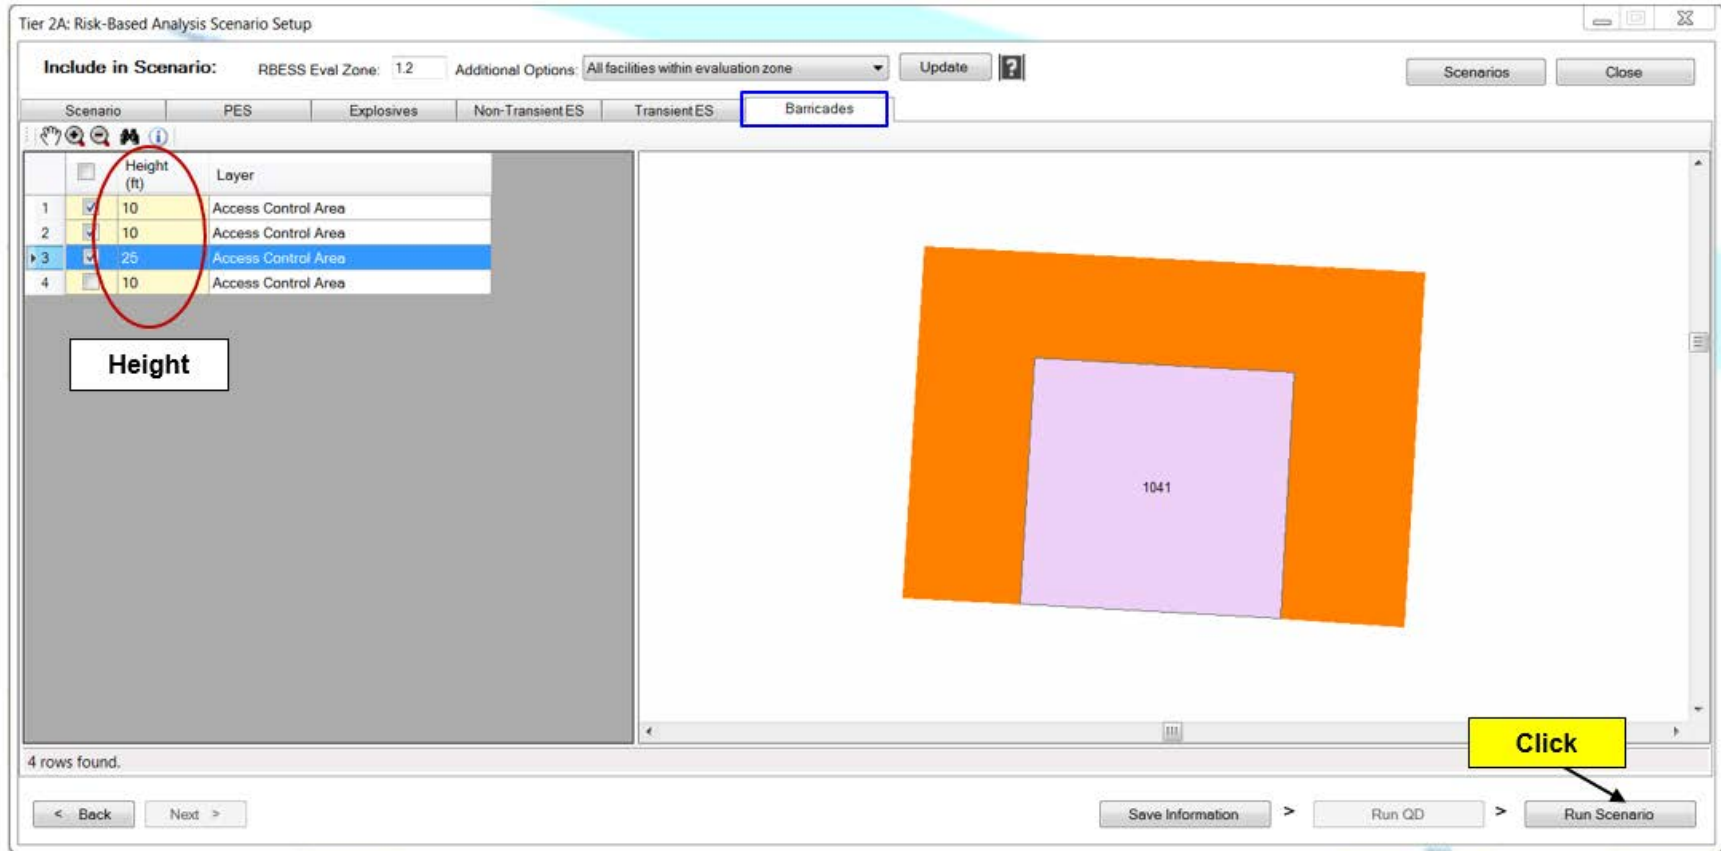 Tier 2A: Risk-Based Analysis Scenario Setup
Include in Scenario: RBESS Eval Zone: 1.2 Additional Options: All facilities within evaluation zone Update ? Scenarios Close
Scenario PES Explosives Non-Transient ES Transient ES Barricades
Height (ft) Layer
1 10 Access Control Area
2 10 Access Control Area
3 25 Access Control Area
4 10 Access Control Area
Height
1041
Click
4 rows found.
< Back Next > Save Information > Run QD > Run Scenario